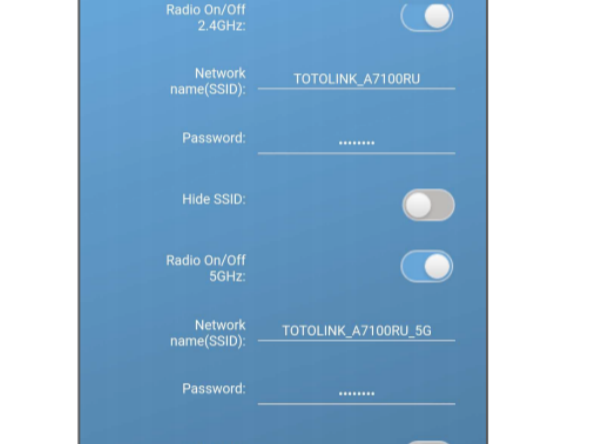 Radio On/Off
2.4GHz:
Network
name(SSID): TOTOLINK_A7100RU
Password: ••••••••
Hide SSID:
Radio On/Off
5GHz:
Network
name(SSID): TOTOLINK_A7100RU_5G
Password: ••••••••